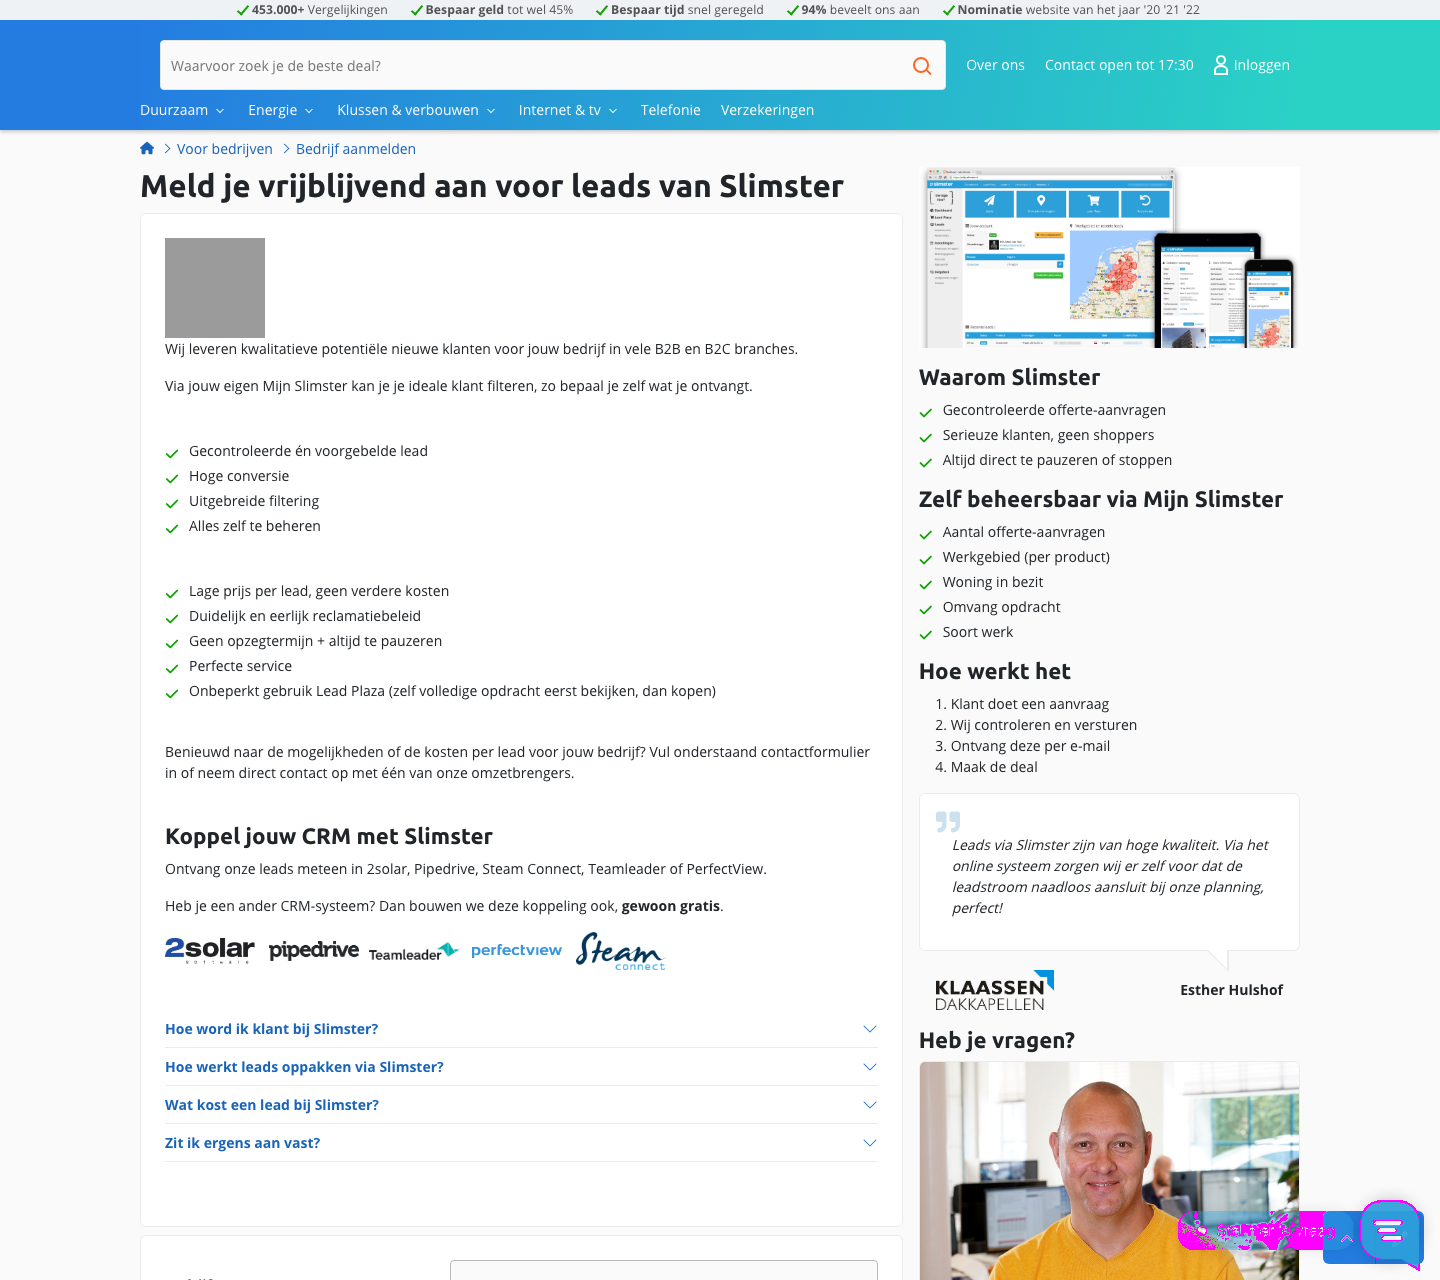 453.000+ Vergelijkingen
Bespaar geld tot wel 45%
Bespaar tijd snel geregeld
94% beveelt ons aan
Nominatie website van het jaar '20 '21 '22
Waarvoor zoek je de beste deal?
Over ons
Contact open tot 17:30
Inloggen
Duurzaam
Energie
Klussen & verbouwen
Internet & tv
Telefonie
Verzekeringen
Voor bedrijven
Bedrijf aanmelden
Meld je vrijblijvend aan voor leads van Slimster
Wij leveren kwalitatieve potentiële nieuwe klanten voor jouw bedrijf in vele B2B en B2C branches.
Via jouw eigen Mijn Slimster kan je je ideale klant filteren, zo bepaal je zelf wat je ontvangt.
Gecontroleerde én voorgebelde lead
Hoge conversie
Uitgebreide filtering
Alles zelf te beheren
Lage prijs per lead, geen verdere kosten
Duidelijk en eerlijk reclamatiebeleid
Geen opzegtermijn + altijd te pauzeren
Perfecte service
Onbeperkt gebruik Lead Plaza (zelf volledige opdracht eerst bekijken, dan kopen)
Benieuwd naar de mogelijkheden of de kosten per lead voor jouw bedrijf? Vul onderstaand contactformulier
in of neem direct contact op met één van onze omzetbrengers.
Koppel jouw CRM met Slimster
Ontvang onze leads meteen in 2solar, Pipedrive, Steam Connect, Teamleader of PerfectView.
Heb je een ander CRM-systeem? Dan bouwen we deze koppeling ook, gewoon gratis.
2solar
software
pipedrive
Teamleader
perfectview
Steam
connect
Hoe word ik klant bij Slimster?
Hoe werkt leads oppakken via Slimster?
Wat kost een lead bij Slimster?
Zit ik ergens aan vast?
slimster
Waarom Slimster
Gecontroleerde offerte-aanvragen
Serieuze klanten, geen shoppers
Altijd direct te pauzeren of stoppen
Zelf beheersbaar via Mijn Slimster
Aantal offerte-aanvragen
Werkgebied (per product)
Woning in bezit
Omvang opdracht
Soort werk
Hoe werkt het
1. Klant doet een aanvraag
2. Wij controleren en versturen
3. Ontvang deze per e-mail
4. Maak de deal
Leads via Slimster zijn van hoge kwaliteit. Via het
online systeem zorgen wij er zelf voor dat de
leadstroom naadloos aansluit bij onze planning,
perfect!
KLAASSEN
DAKKAPELLEN
Esther Hulshof
Heb je vragen?